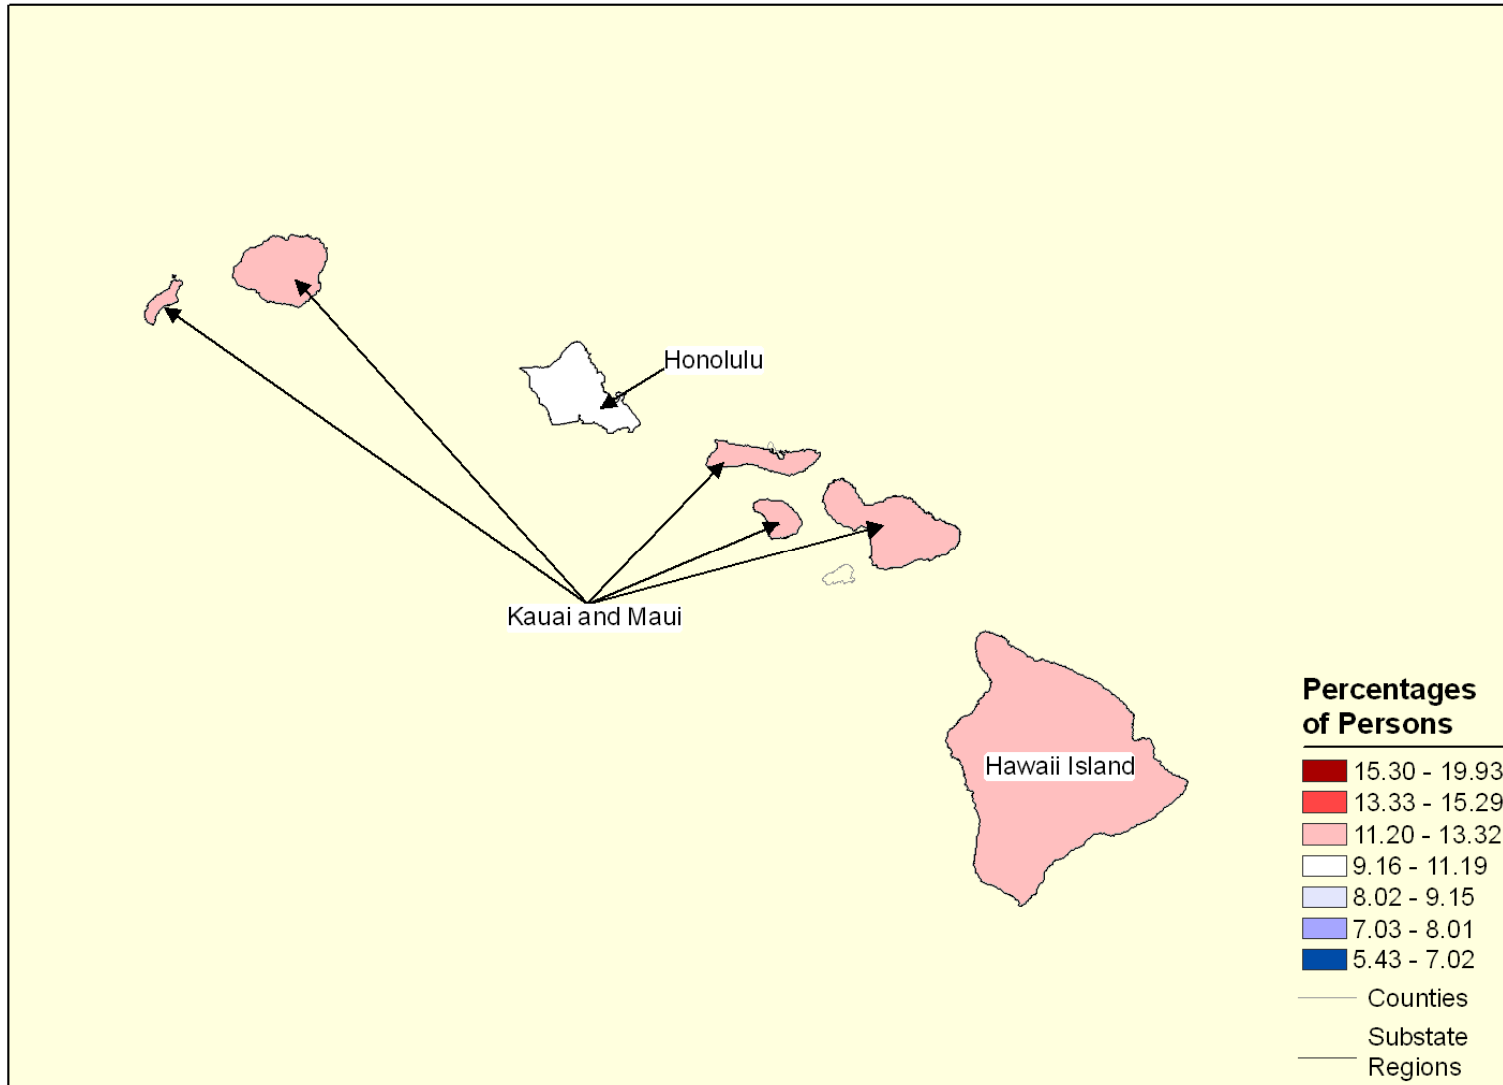 Honolulu
Kauai and Maui
Hawaii Island
Percentages
of Persons
15.30 - 19.93
13.33 - 15.29
11.20 - 13.32
9.16 - 11.19
8.02 - 9.15
7.03 - 8.01
5.43 - 7.02
Counties
Substate
Regions